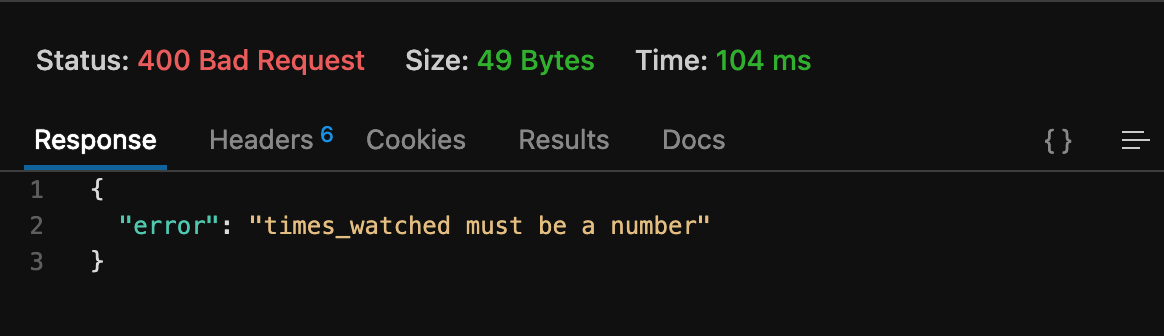 Status: 400 Bad Request Size: 49 Bytes Time: 104 ms
Response Headers 6 Cookies Results Docs {}
1 {
2 "error": "times_watched must be a number"
3 }